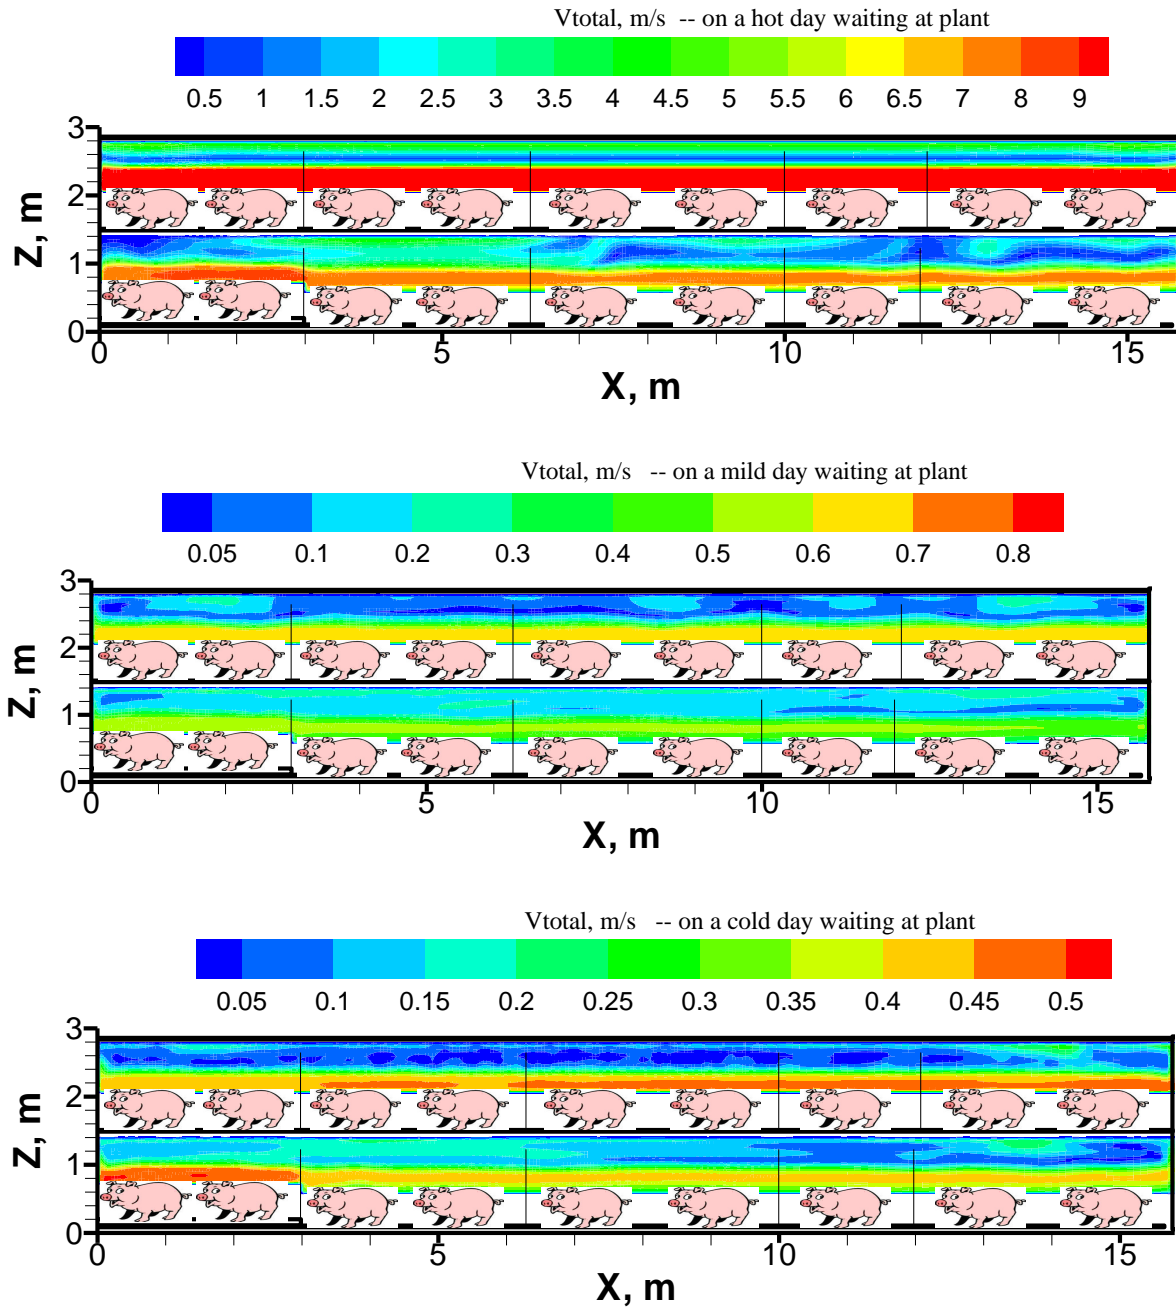 Vtotal, m/s -- on a hot day waiting at plant
0.5 1 1.5 2 2.5 3 3.5 4 4.5 5 5.5 6 6.5 7 8 9
3
2
1
0
Z, m
0 5 10 15
X, m
Vtotal, m/s -- on a mild day waiting at plant
0.05 0.1 0.2 0.3 0.4 0.5 0.6 0.7 0.8
3
2
1
0
Z, m
0 5 10 15
X, m
Vtotal, m/s -- on a cold day waiting at plant
0.05 0.1 0.15 0.2 0.25 0.3 0.35 0.4 0.45 0.5
3
2
1
0
Z, m
0 5 10 15
X, m